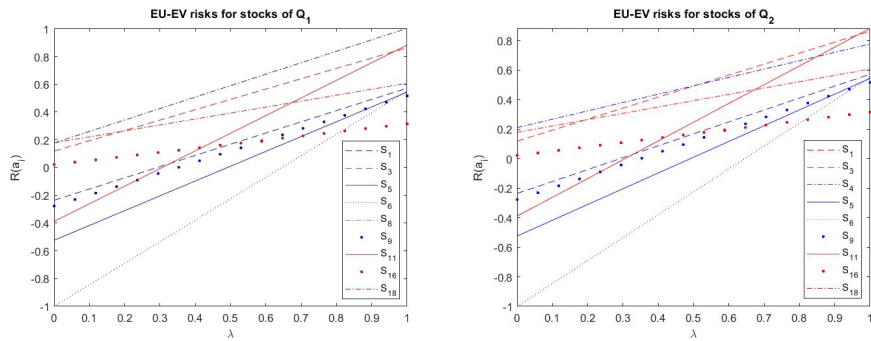 EU-EV risks for stocks of Q1
R(ai)
1
0.8
0.6
0.4
0.2
0
-0.2
-0.4
-0.6
-0.8
-1
0 0.1 0.2 0.3 0.4 0.5 0.6 0.7 0.8 0.9 1
λ
S1
S3
S5
S6
S8
S9
S11
S16
S18
EU-EV risks for stocks of Q2
R(ai)
0.8
0.6
0.4
0.2
0
-0.2
-0.4
-0.6
-0.8
-1
0 0.1 0.2 0.3 0.4 0.5 0.6 0.7 0.8 0.9 1
λ
S1
S3
S4
S5
S6
S9
S11
S16
S18